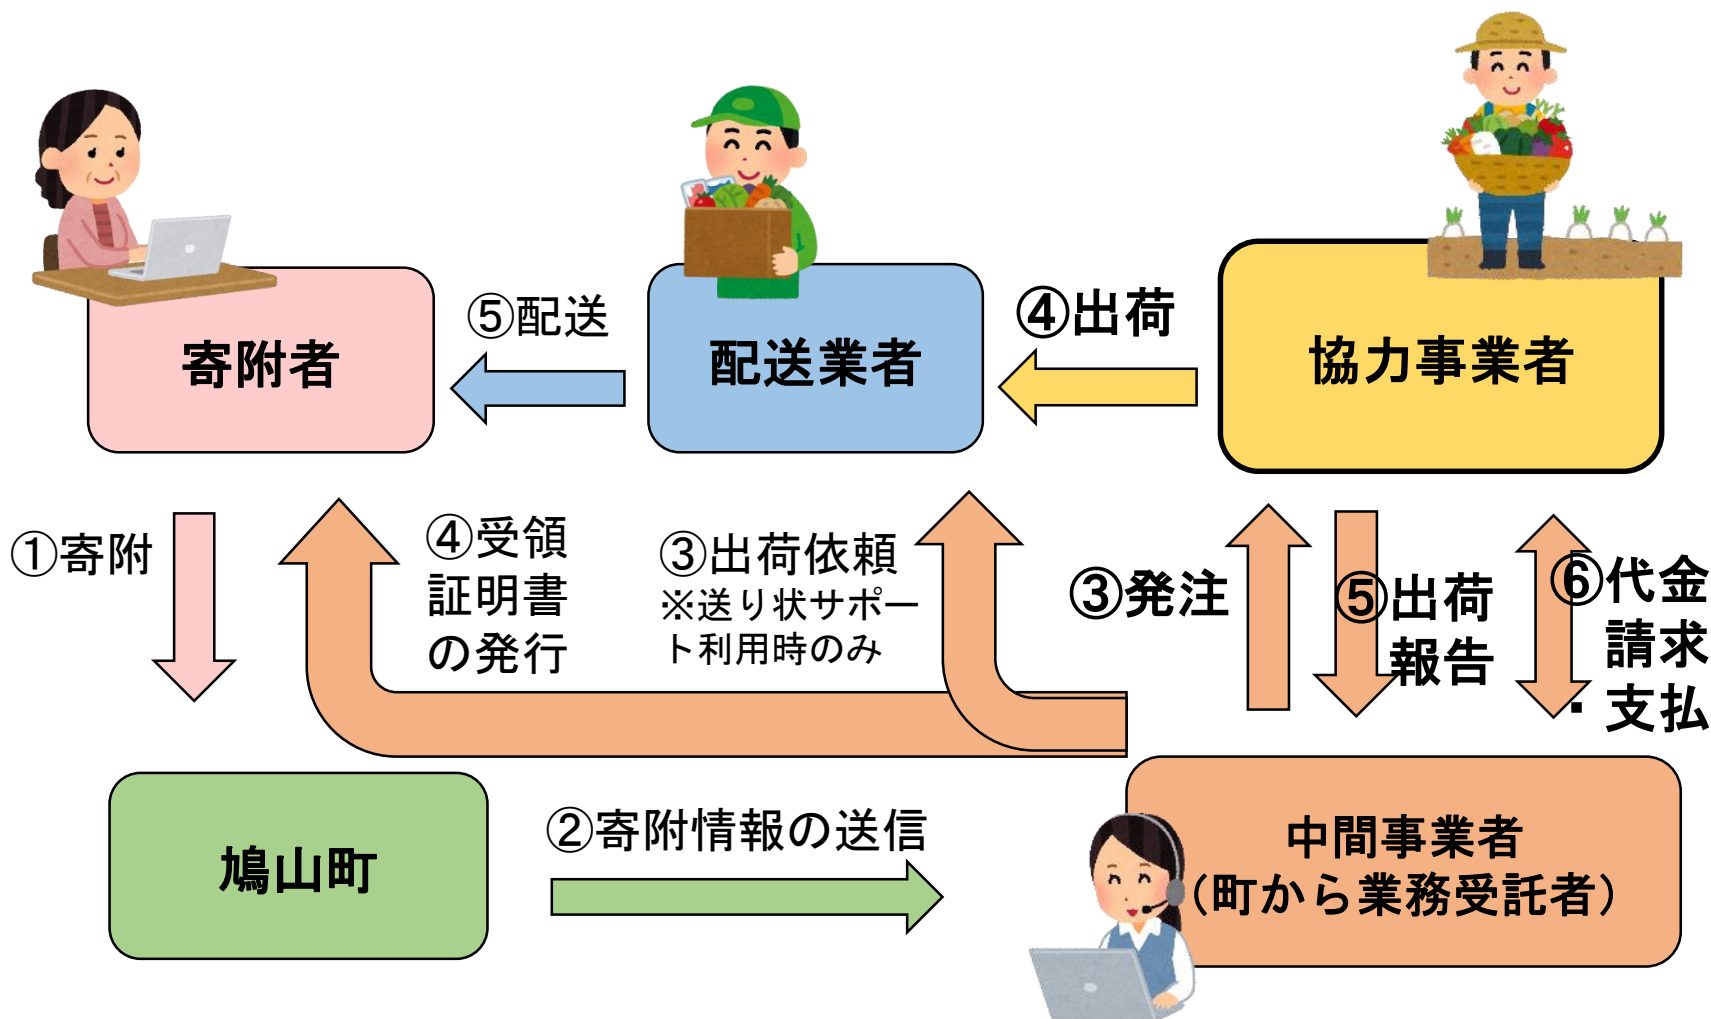 寄附者
⑤配送
配送業者
④出荷
協力事業者
①寄附
④受領
証明書
の発行
③出荷依頼
※送り状サポー
ト利用時のみ
③発注
⑤出荷
報告
⑥代金
請求
・支払
鳩山町
②寄附情報の送信
中間事業者
(町から業務受託者)